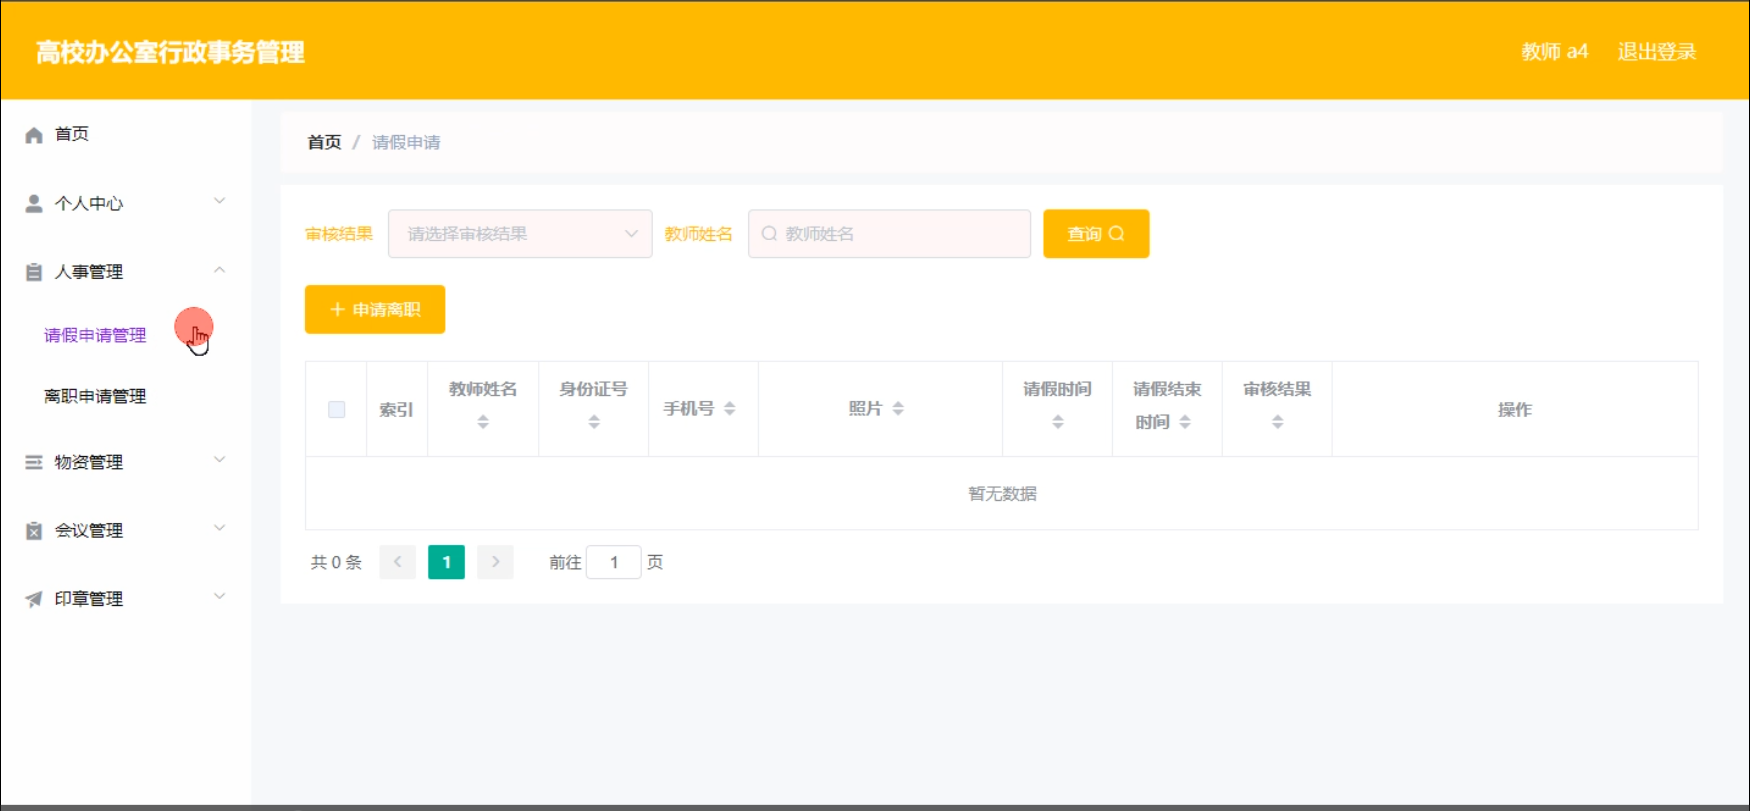 高校办公室行政事务管理
教师 a4 退出登录
首页
个人中心
人事管理
请假申请管理
离职申请管理
物资管理
会议管理
印章管理
首页 / 请假申请
审核结果 请选择审核结果 教师姓名 教师姓名 查询
+ 申请离职
索引 教师姓名 身份证号 手机号 照片 请假时间 请假结束时间 审核结果 操作
暂无数据
共 0 条 1 前往 1 页